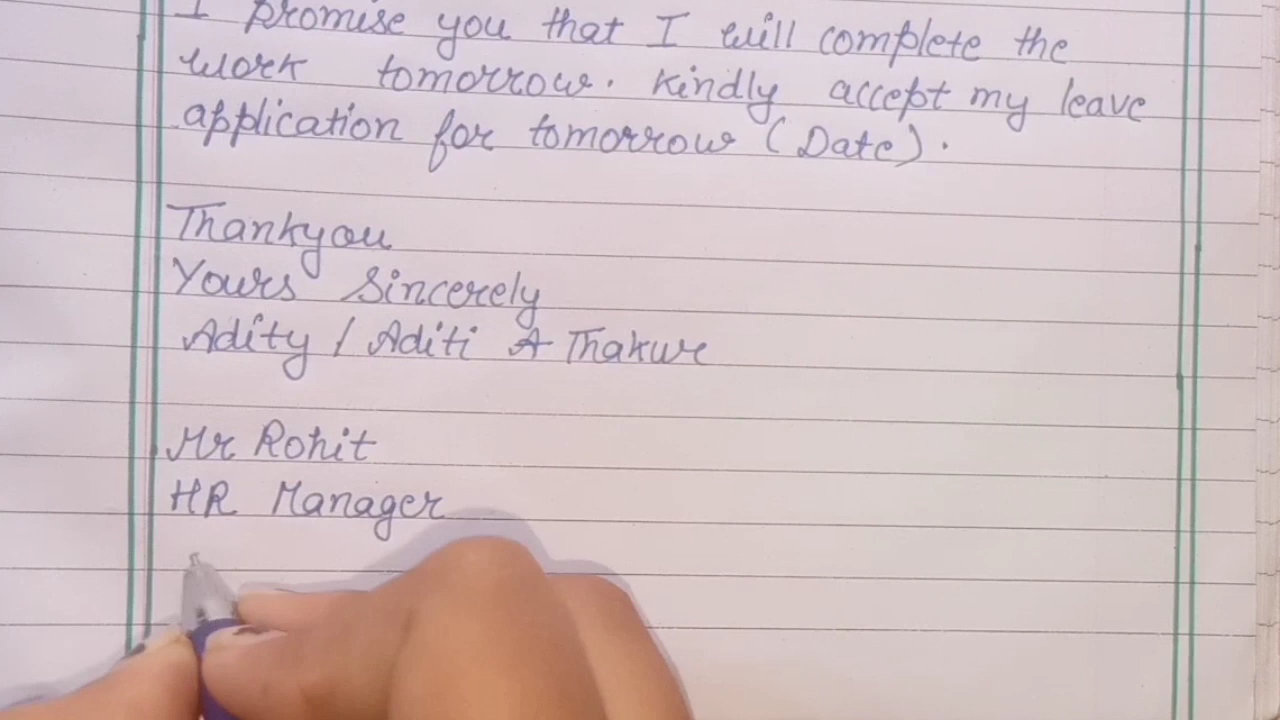 I promise you that I will complete the
work tomorrow. Kindly accept my leave
application for tomorrow (Date).
Thankyou
Yours Sincerely
Adity / Aditi A Thakur
Mr Rohit
HR Manager